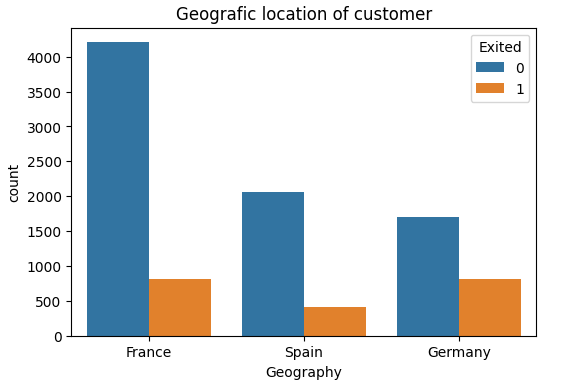 Geografic location of customer
Exited
0
1
4000
3500
3000
2500
2000
1500
1000
500
0
count
France
Spain
Germany
Geography